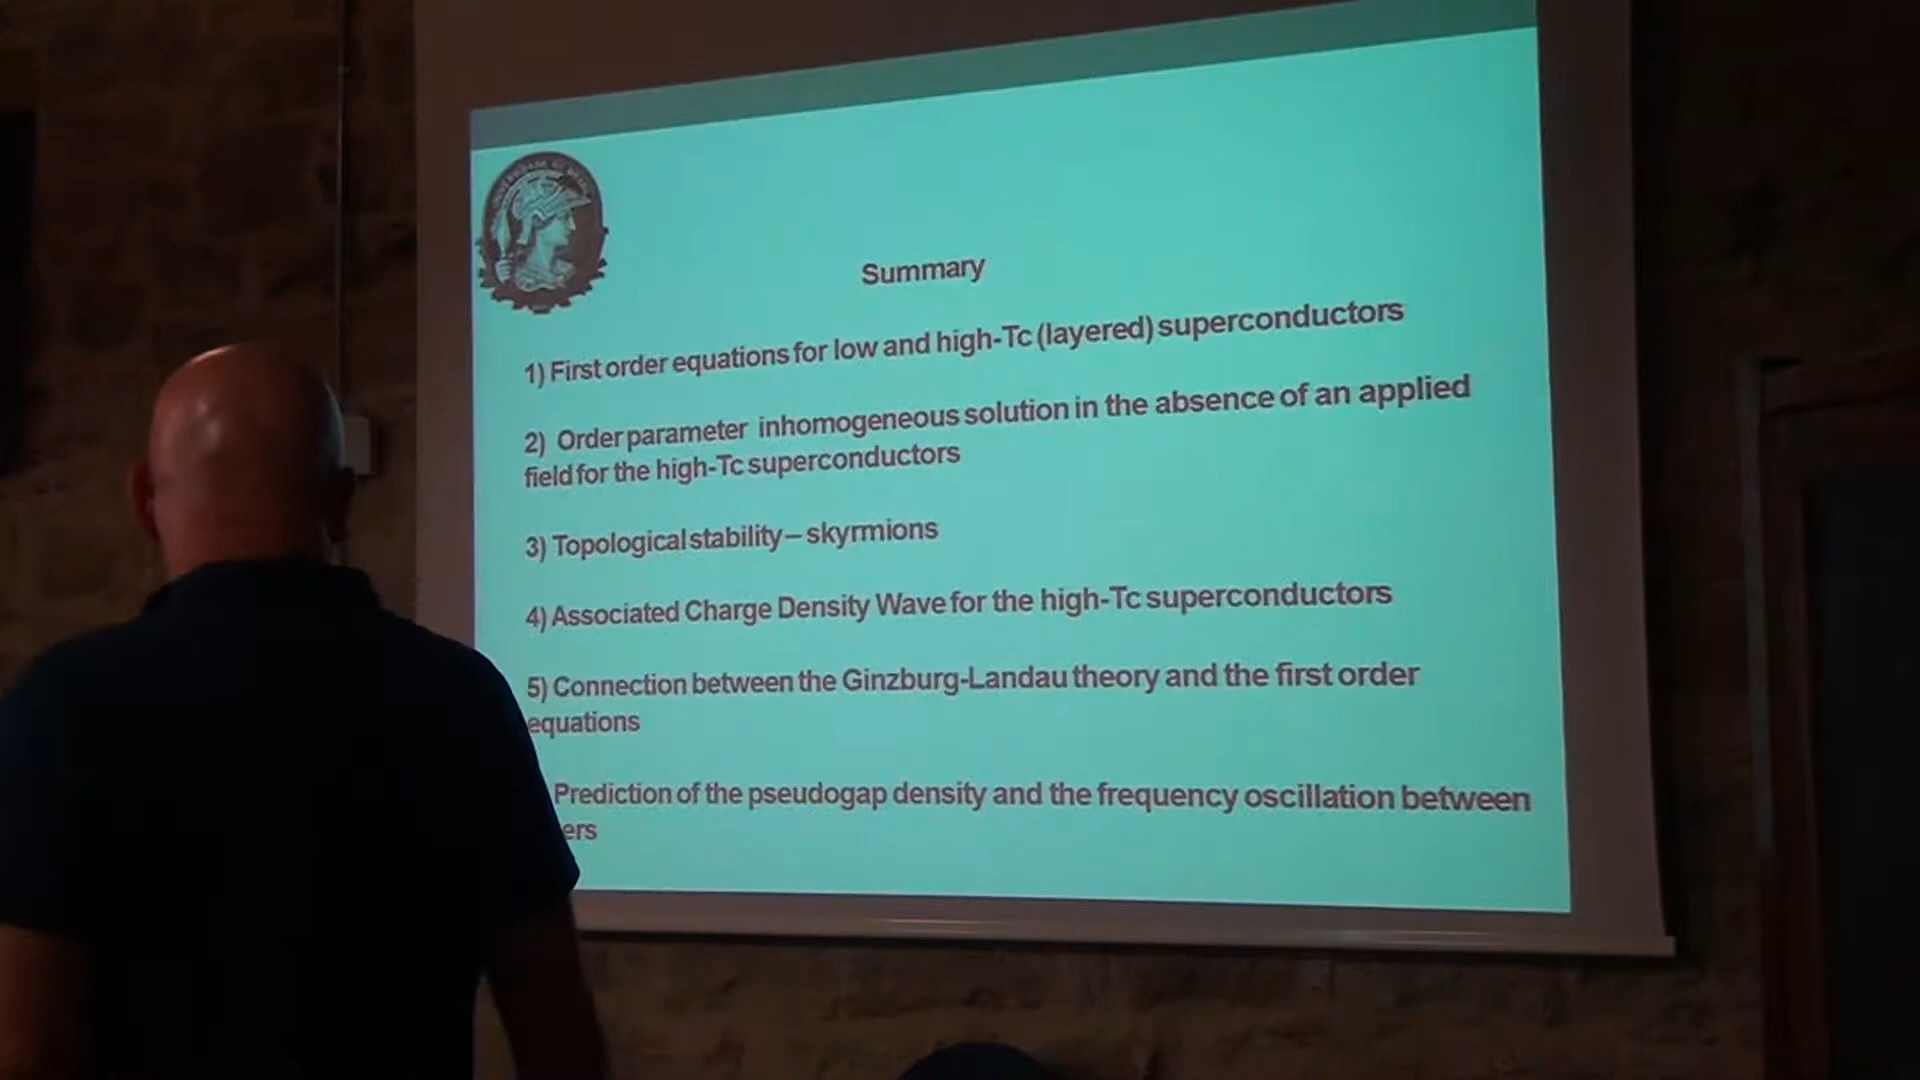 Summary
1) First order equations for low and high-Tc (layered) superconductors
2) Order parameter inhomogeneous solution in the absence of an applied
field for the high-Tc superconductors
3) Topological stability – skyrmions
4) Associated Charge Density Wave for the high-Tc superconductors
5) Connection between the Ginzburg-Landau theory and the first order
equations
Prediction of the pseudogap density and the frequency oscillation between